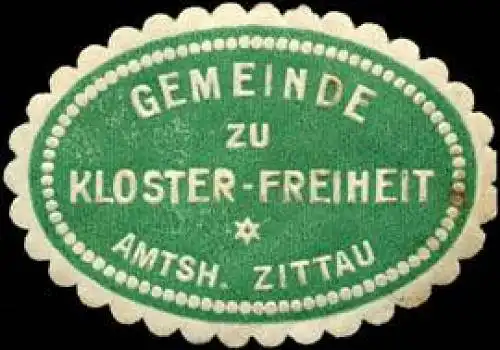 GEMEINDE
ZU
KLOSTER-FREIHEIT
AMTSH. ZITTAU